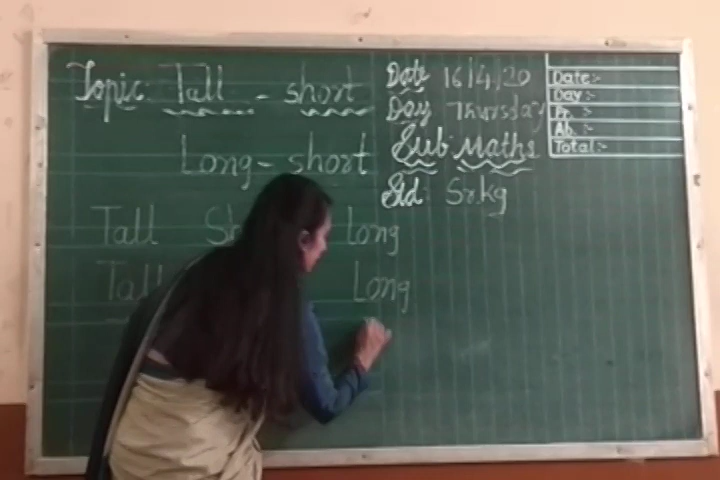 Topic: Tall - short
Long - short
Tall Sh Long
Tall Long
Date 16/4/20
Day Thursday
Sub: Maths
Std: Sr.kg
Date:-
Day:-
Pr.:-
Ab.:-
Total:-